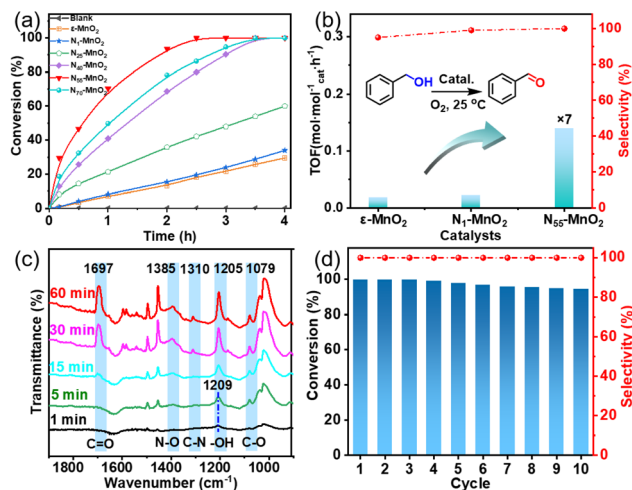 (a)
Conversion (%)
100
80
60
40
20
0
Blank
ε-MnO₂
N₁-MnO₂
N₂₅-MnO₂
N₄₀-MnO₂
N₅₅-MnO₂
N₇₀-MnO₂
0 1 2 3 4
Time (h)
(b)
TOF(mol·mol⁻¹cat·h⁻¹)
0.3
0.2
0.1
0.0
OH
Catal.
O₂, 25 °C
O
×7
ε-MnO₂ N₁-MnO₂ N₅₅-MnO₂
Catalysts
100
80
60
40
20
0
Selectivity (%)
(c)
Transmittance (%)
1697 1385 1310 1205 1079
60 min
30 min
15 min
5 min
1 min
1209
C=O N-O C-N -OH C-O
1800 1600 1400 1200 1000
Wavenumber (cm⁻¹)
(d)
Conversion (%)
100
80
60
40
20
0
1 2 3 4 5 6 7 8 9 10
Cycle
100
80
60
40
20
0
Selectivity (%)